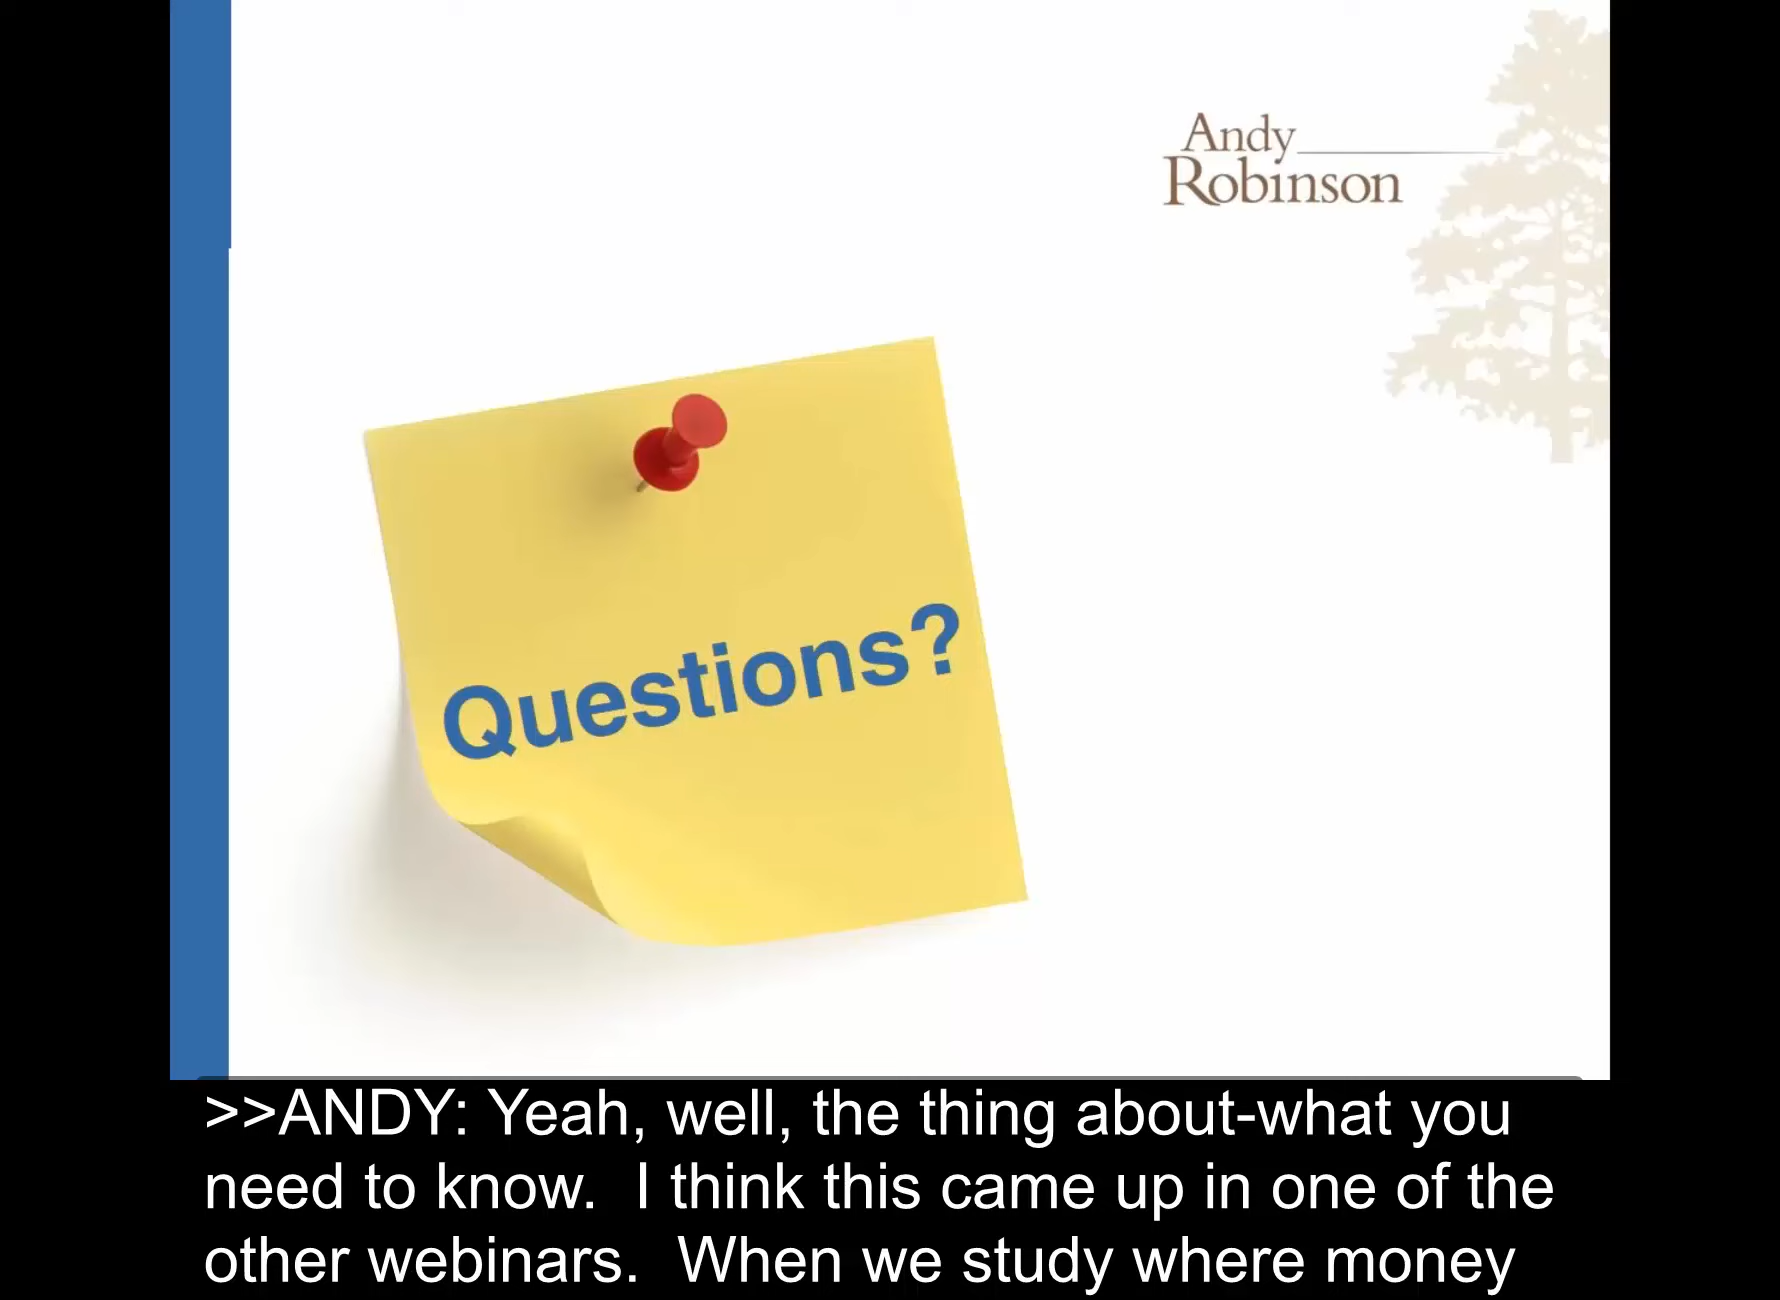 Andy
Robinson
Questions?
>>ANDY: Yeah, well, the thing about-what you
need to know.  I think this came up in one of the
other webinars.  When we study where money